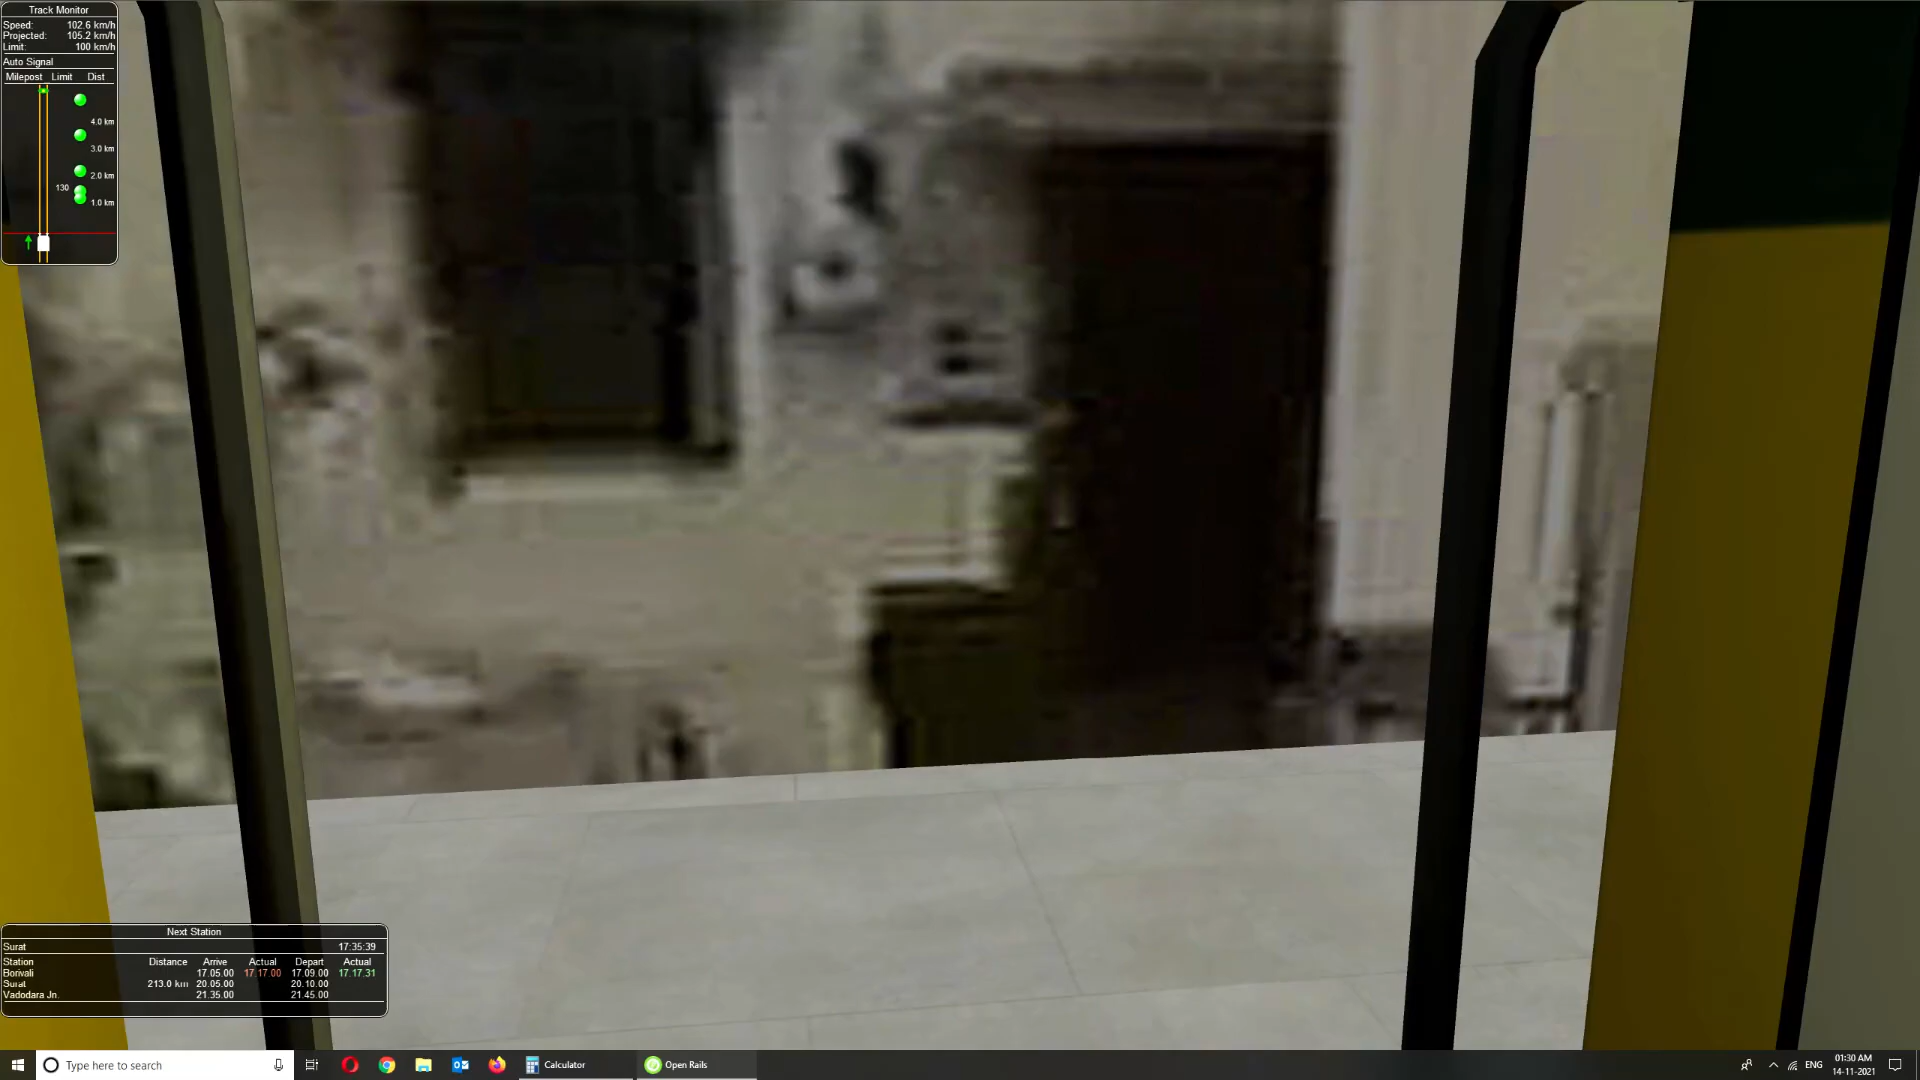 Track Monitor
Speed: 102.6 km/h
Projected: 105.2 km/h
Limit: 100 km/h
Auto Signal
Milepost Limit Dist
4.0 km
3.0 km
2.0 km
130
1.0 km
Next Station
Surat 17:35:39
Station Distance Arrive Actual Depart Actual
Borivali 17.05.00 17.17.00 17.09.00 17.17.31
Surat 213.0 km 20.05.00 20.10.00
Vadodara Jn. 21.35.00 21.45.00
Type here to search
Calculator
Open Rails
ENG
01:30 AM
14-11-2021